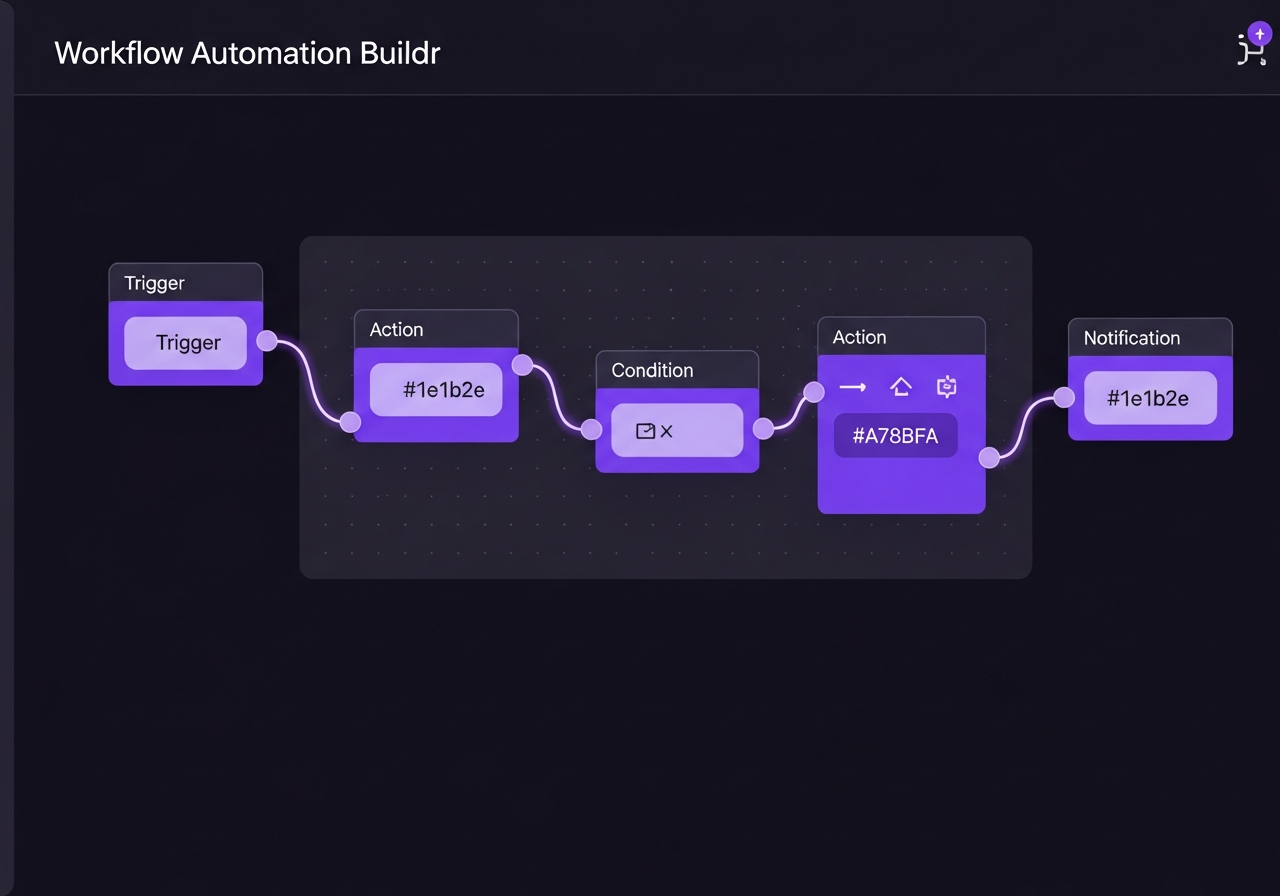 Workflow Automation Buildr
Trigger
Trigger
Action
#1e1b2e
Condition
Action
#A78BFA
Notification
#1e1b2e